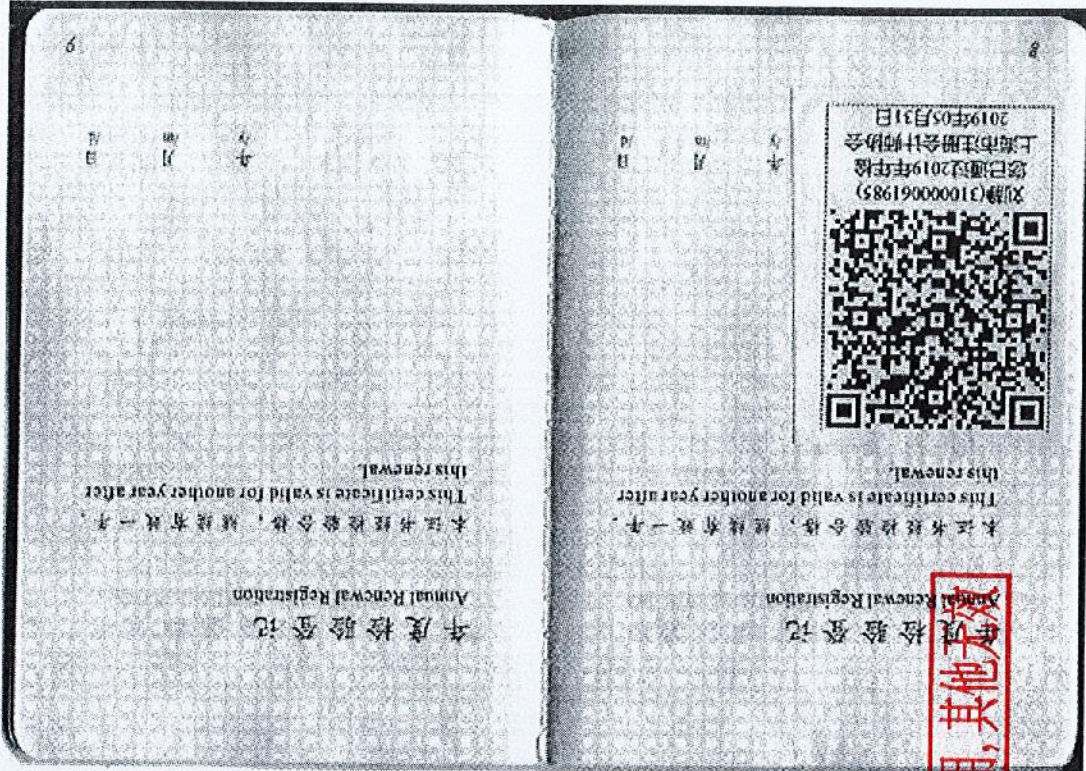 年度检验登记
Annual Renewal Registration
本证书经检验合格，继续有效一年。
This certificate is valid for another year after
this renewal.
刘静(310000061985)
您已通过2019年年检
上海市注册会计师协会
2019年05月31日
年 月 日
/y /m /d
8
年度检验登记
Annual Renewal Registration
本证书经检验合格，继续有效一年。
This certificate is valid for another year after
this renewal.
年 月 日
/y /m /d
9
,其他无效